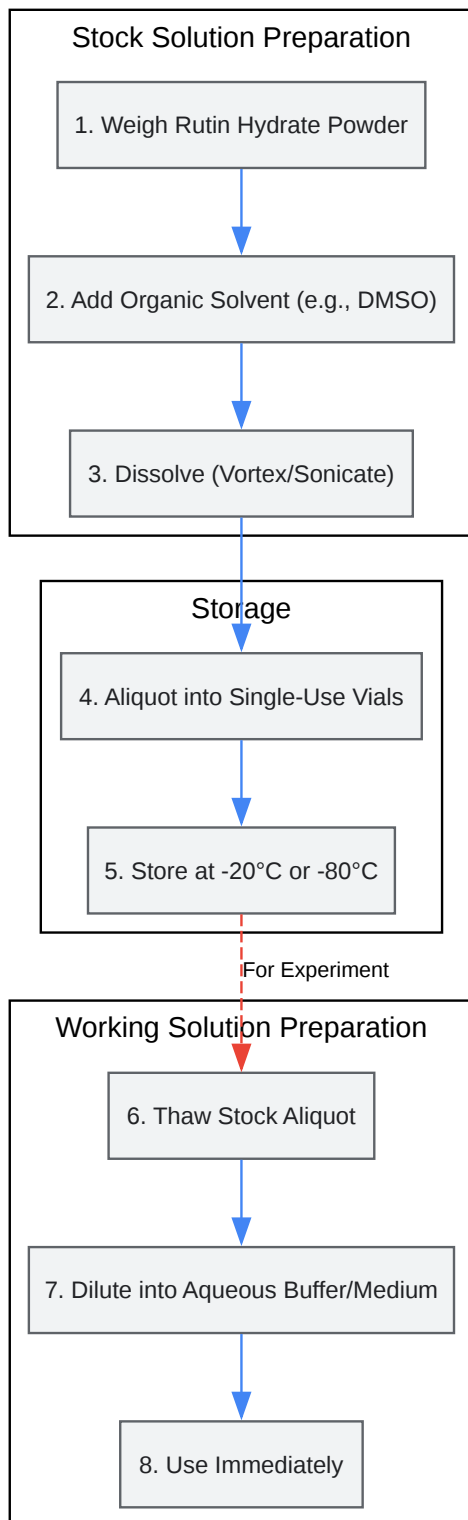 Stock Solution Preparation
1. Weigh Rutin Hydrate Powder
2. Add Organic Solvent (e.g., DMSO)
3. Dissolve (Vortex/Sonicate)
Storage
4. Aliquot into Single-Use Vials
5. Store at -20°C or -80°C
For Experiment
Working Solution Preparation
6. Thaw Stock Aliquot
7. Dilute into Aqueous Buffer/Medium
8. Use Immediately